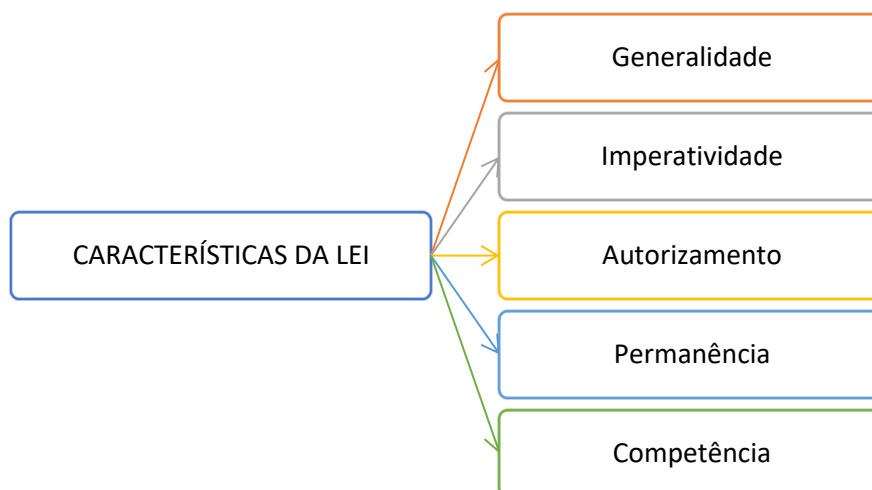 Generalidade
Imperatividade
CARACTERÍSTICAS DA LEI
Autorizamento
Permanência
Competência